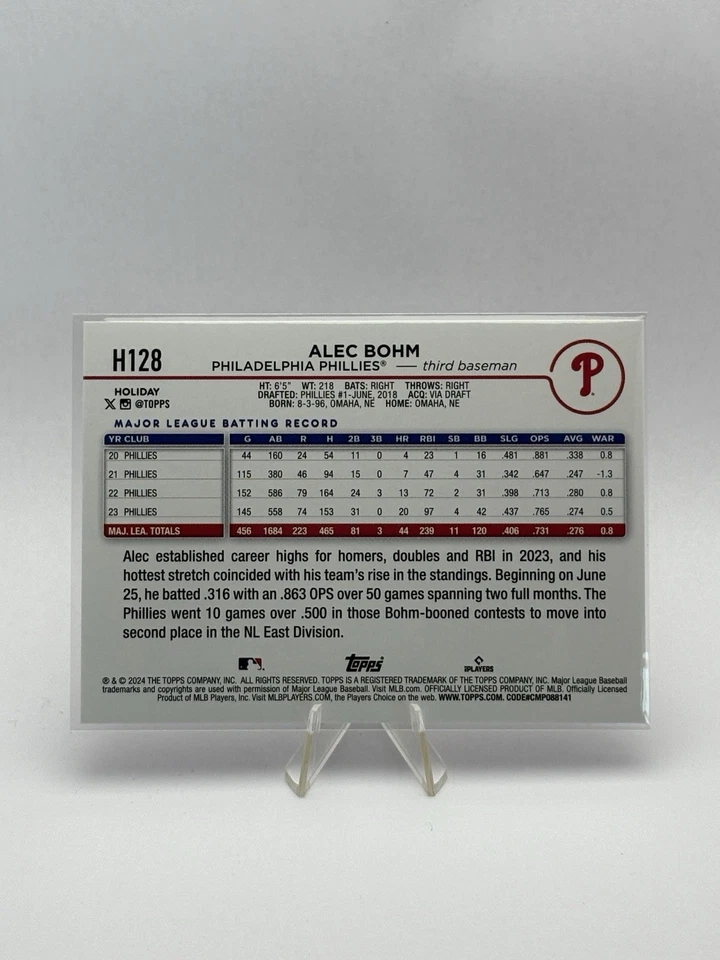 H128
ALEC BOHM
PHILADELPHIA PHILLIES® — third baseman
P
HOLIDAY
X @TOPPS
HT: 6'5" WT: 218 BATS: RIGHT THROWS: RIGHT
DRAFTED: PHILLIES #1-JUNE, 2018 ACQ: VIA DRAFT
BORN: 8-3-96, OMAHA, NE HOME: OMAHA, NE
MAJOR LEAGUE BATTING RECORD
YR CLUB G AB R H 2B 3B HR RBI SB BB SLG OPS AVG WAR
20 PHILLIES 44 160 24 54 11 0 4 23 1 16 .481 .881 .338 0.8
21 PHILLIES 115 380 46 94 15 0 7 47 4 31 .342 .647 .247 -1.3
22 PHILLIES 152 586 79 164 24 3 13 72 2 31 .398 .713 .280 0.8
23 PHILLIES 145 558 74 153 31 0 20 97 4 42 .437 .765 .274 0.5
MAJ. LEA. TOTALS 456 1684 223 465 81 3 44 239 11 120 .406 .731 .276 0.8
Alec established career highs for homers, doubles and RBI in 2023, and his
hottest stretch coincided with his team's rise in the standings. Beginning on June
25, he batted .316 with an .863 OPS over 50 games spanning two full months. The
Phillies went 10 games over .500 in those Bohm-booned contests to move into
second place in the NL East Division.
Topps
PLAYERS
® & © 2024 THE TOPPS COMPANY, INC. ALL RIGHTS RESERVED. TOPPS IS A REGISTERED TRADEMARK OF THE TOPPS COMPANY, INC. Major League Baseball
trademarks and copyrights are used with permission of Major League Baseball. Visit MLB.com. OFFICIALLY LICENSED PRODUCT OF MLB. Officially Licensed
Product of MLB Players, Inc. Visit MLBPLAYERS.COM, the Players Choice on the web. WWW.TOPPS.COM. CODE#CMP088141